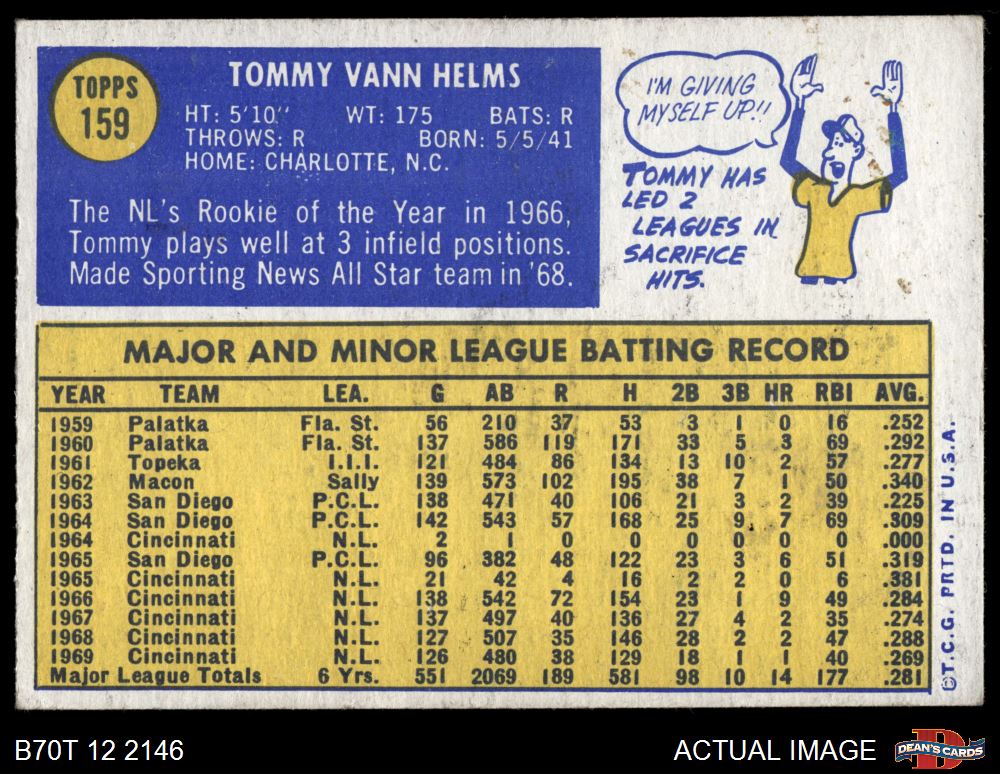 TOPPS
159
TOMMY VANN HELMS
HT: 5'10" WT: 175 BATS: R
THROWS: R BORN: 5/5/41
HOME: CHARLOTTE, N.C.
The NL's Rookie of the Year in 1966,
Tommy plays well at 3 infield positions.
Made Sporting News All Star team in '68.
I'M GIVING
MYSELF UP!!
TOMMY HAS
LED 2
LEAGUES IN
SACRIFICE
HITS.
MAJOR AND MINOR LEAGUE BATTING RECORD
YEAR TEAM LEA. G AB R H 2B 3B HR RBI AVG.
1959 Palatka Fla. St. 56 210 37 53 3 1 0 16 .252
1960 Palatka Fla. St. 137 586 119 171 33 5 3 69 .292
1961 Topeka I.I.I. 121 484 86 134 13 10 2 57 .277
1962 Macon Sally 139 573 102 195 38 7 1 50 .340
1963 San Diego P.C.L. 138 471 40 106 21 3 2 39 .225
1964 San Diego P.C.L. 142 543 57 168 25 9 7 69 .309
1964 Cincinnati N.L. 2 1 0 0 0 0 0 0 .000
1965 San Diego P.C.L. 96 382 48 122 23 3 6 51 .319
1965 Cincinnati N.L. 21 42 4 16 2 2 0 6 .381
1966 Cincinnati N.L. 138 542 72 154 23 1 9 49 .284
1967 Cincinnati N.L. 137 497 40 136 27 4 2 35 .274
1968 Cincinnati N.L. 127 507 35 146 28 2 2 47 .288
1969 Cincinnati N.L. 126 480 38 129 18 1 1 40 .269
Major League Totals 6 Yrs. 551 2069 189 581 98 10 14 177 .281
©T.C.G. PRTD. IN U.S.A.
B70T 12 2146
ACTUAL IMAGE
DEAN'S CARDS